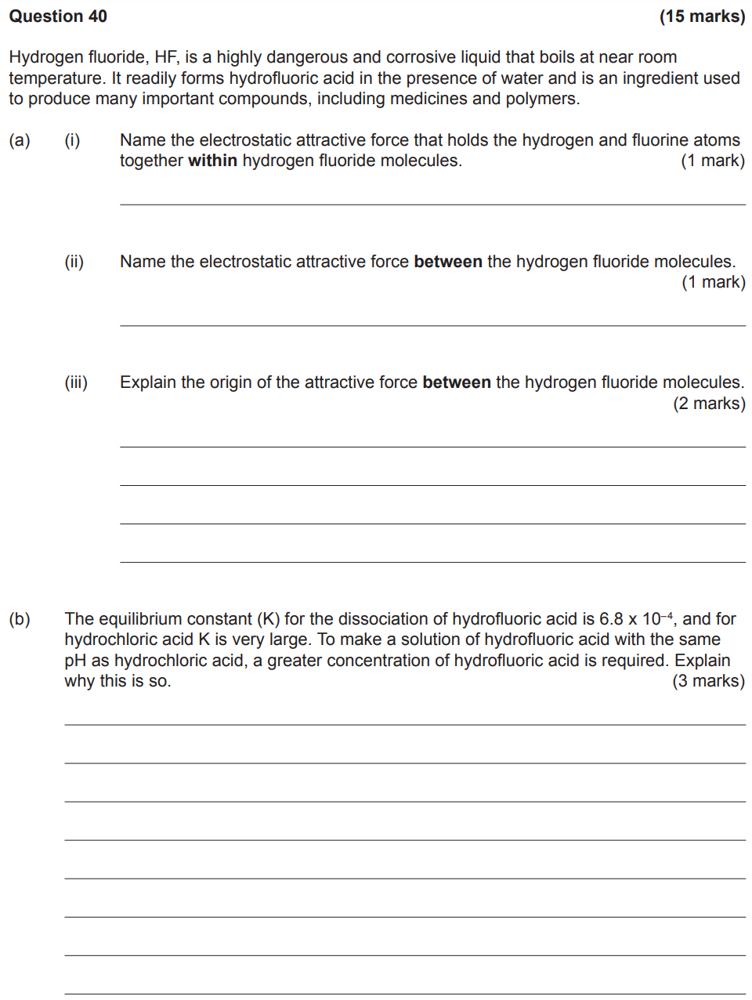 Question 40 (15 marks)
Hydrogen fluoride, HF, is a highly dangerous and corrosive liquid that boils at near room
temperature. It readily forms hydrofluoric acid in the presence of water and is an ingredient used
to produce many important compounds, including medicines and polymers.
(a) (i) Name the electrostatic attractive force that holds the hydrogen and fluorine atoms
together within hydrogen fluoride molecules. (1 mark)
(ii) Name the electrostatic attractive force between the hydrogen fluoride molecules.
(1 mark)
(iii) Explain the origin of the attractive force between the hydrogen fluoride molecules.
(2 marks)
(b) The equilibrium constant (K) for the dissociation of hydrofluoric acid is 6.8 x 10⁻⁴, and for
hydrochloric acid K is very large. To make a solution of hydrofluoric acid with the same
pH as hydrochloric acid, a greater concentration of hydrofluoric acid is required. Explain
why this is so. (3 marks)